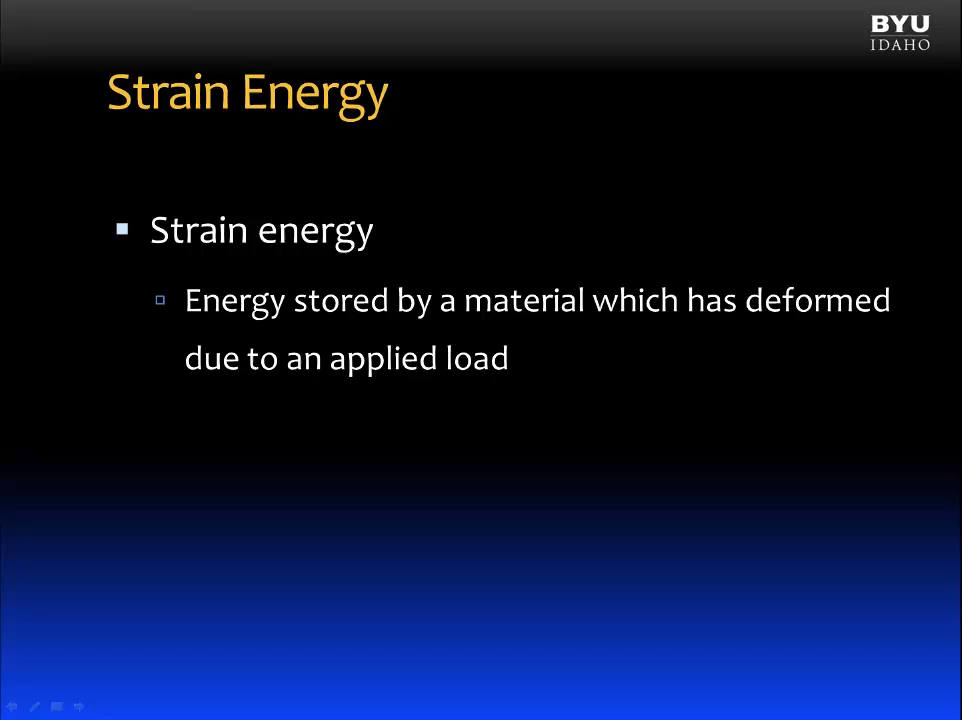 BYU
IDAHO
Strain Energy
Strain energy
Energy stored by a material which has deformed
due to an applied load